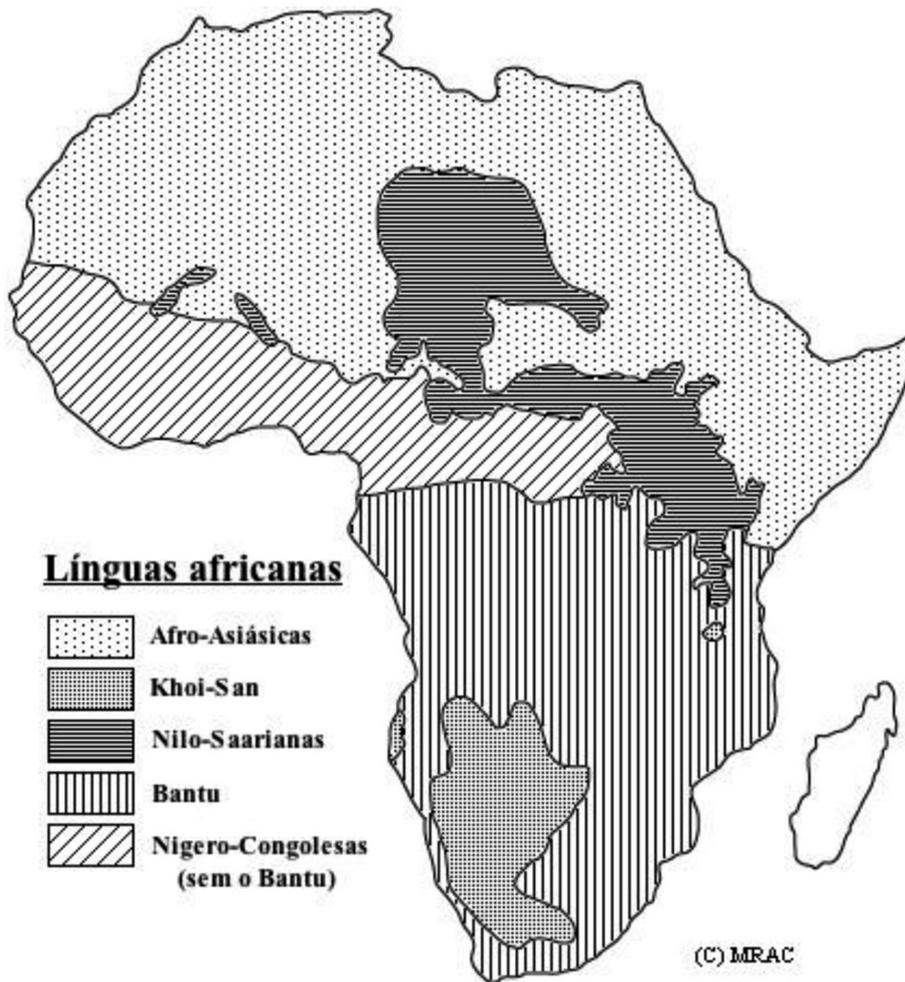 Línguas africanas
Afro-Asiásicas
Khoi-San
Nilo-Saarianas
Bantu
Nigero-Congolesas
(sem o Bantu)
(C) MRAC